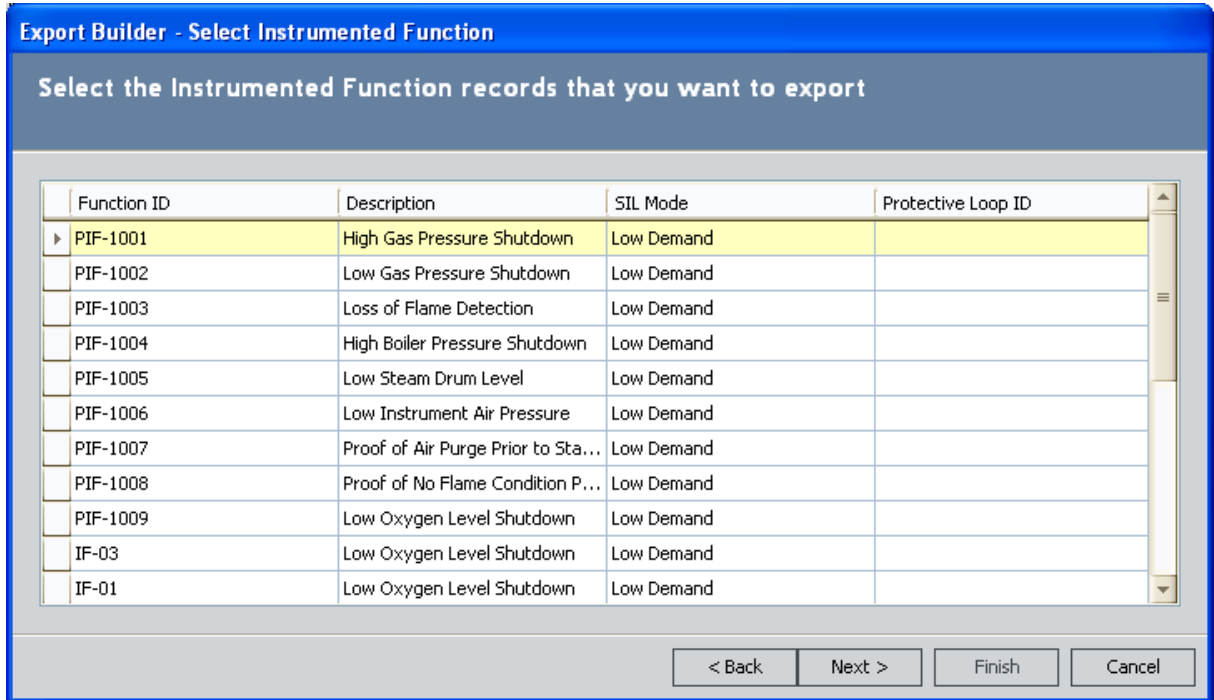 Export Builder - Select Instrumented Function
Select the Instrumented Function records that you want to export
Function ID Description SIL Mode Protective Loop ID
PIF-1001 High Gas Pressure Shutdown Low Demand
PIF-1002 Low Gas Pressure Shutdown Low Demand
PIF-1003 Loss of Flame Detection Low Demand
PIF-1004 High Boiler Pressure Shutdown Low Demand
PIF-1005 Low Steam Drum Level Low Demand
PIF-1006 Low Instrument Air Pressure Low Demand
PIF-1007 Proof of Air Purge Prior to Sta... Low Demand
PIF-1008 Proof of No Flame Condition P... Low Demand
PIF-1009 Low Oxygen Level Shutdown Low Demand
IF-03 Low Oxygen Level Shutdown Low Demand
IF-01 Low Oxygen Level Shutdown Low Demand
< Back Next > Finish Cancel